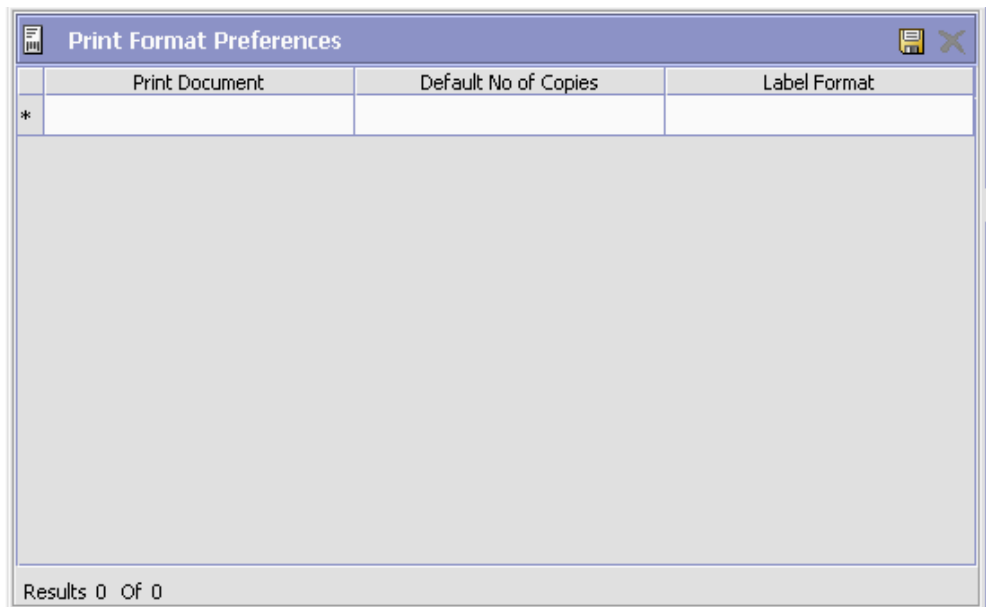 Print Format Preferences
Print Document Default No of Copies Label Format
*
Results 0 Of 0